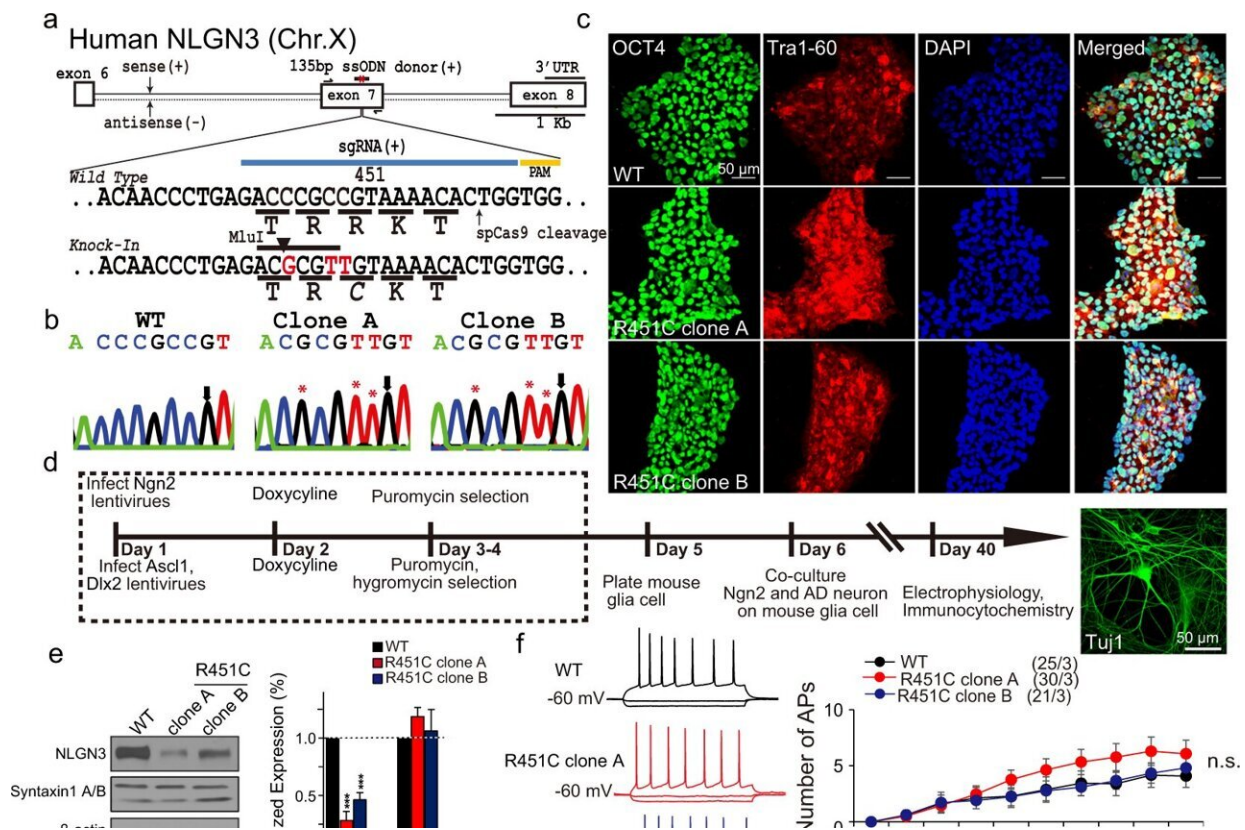 a
Human NLGN3 (Chr.X)
exon 6
sense(+)
135bp ssODN donor(+)
3'UTR
exon 7
exon 8
antisense(-)
1 Kb
sgRNA(+)
Wild Type
451
PAM
..ACAACCCTGAGACCCGCCGTAAAACACTGGTGG..
T R R K T
spCas9 cleavage
Knock-In
MluI
..ACAACCCTGAGACGCGTTGTAAAACACTGGTGG..
T R C K T
b
WT
Clone A
Clone B
A CCCGCCGT
ACGCGTTGT
ACGCGTTGT
* * *
* * *
c
OCT4
Tra1-60
DAPI
Merged
WT
50 µm
R451C clone A
R451C clone B
d
Infect Ngn2 lentivirues
Doxycyline
Puromycin selection
Day 1
Day 2
Day 3-4
Day 5
Day 6
Day 40
Infect Ascl1,
Dlx2 lentivirues
Doxycyline
Puromycin,
hygromycin selection
Plate mouse
glia cell
Co-culture
Ngn2 and AD neuron
on mouse glia cell
Electrophysiology,
Immunocytochemistry
Tuj1
50 µm
e
R451C
WT
clone A
clone B
NLGN3
Syntaxin1 A/B
WT
R451C clone A
R451C clone B
zed Expression (%)
1.0
0.5
***
***
f
WT
-60 mV
R451C clone A
-60 mV
WT (25/3)
R451C clone A (30/3)
R451C clone B (21/3)
Number of APs
10
5
0
n.s.